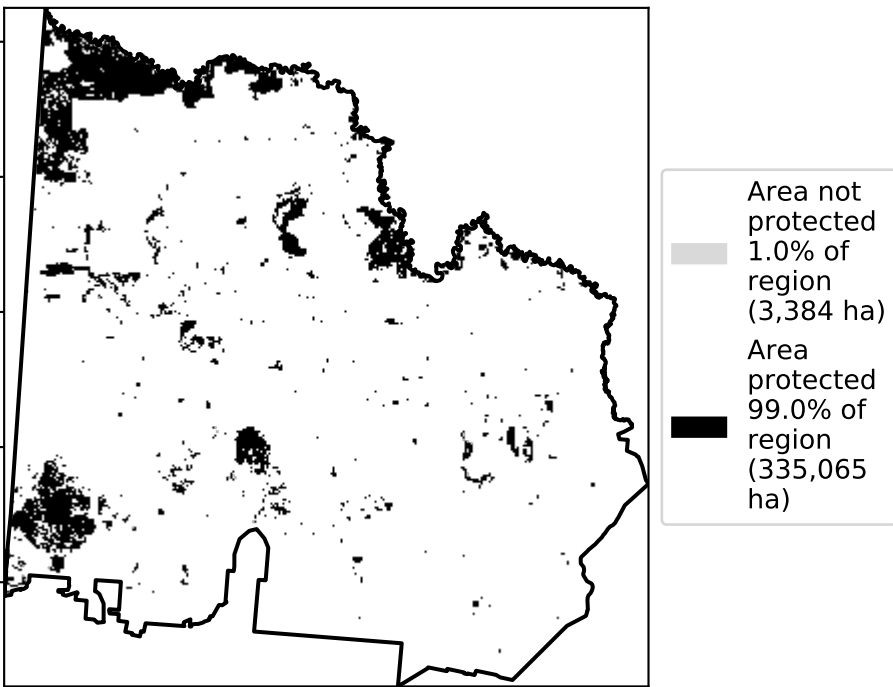 Area not
protected
1.0% of
region
(3,384 ha)
Area
protected
99.0% of
region
(335,065
ha)